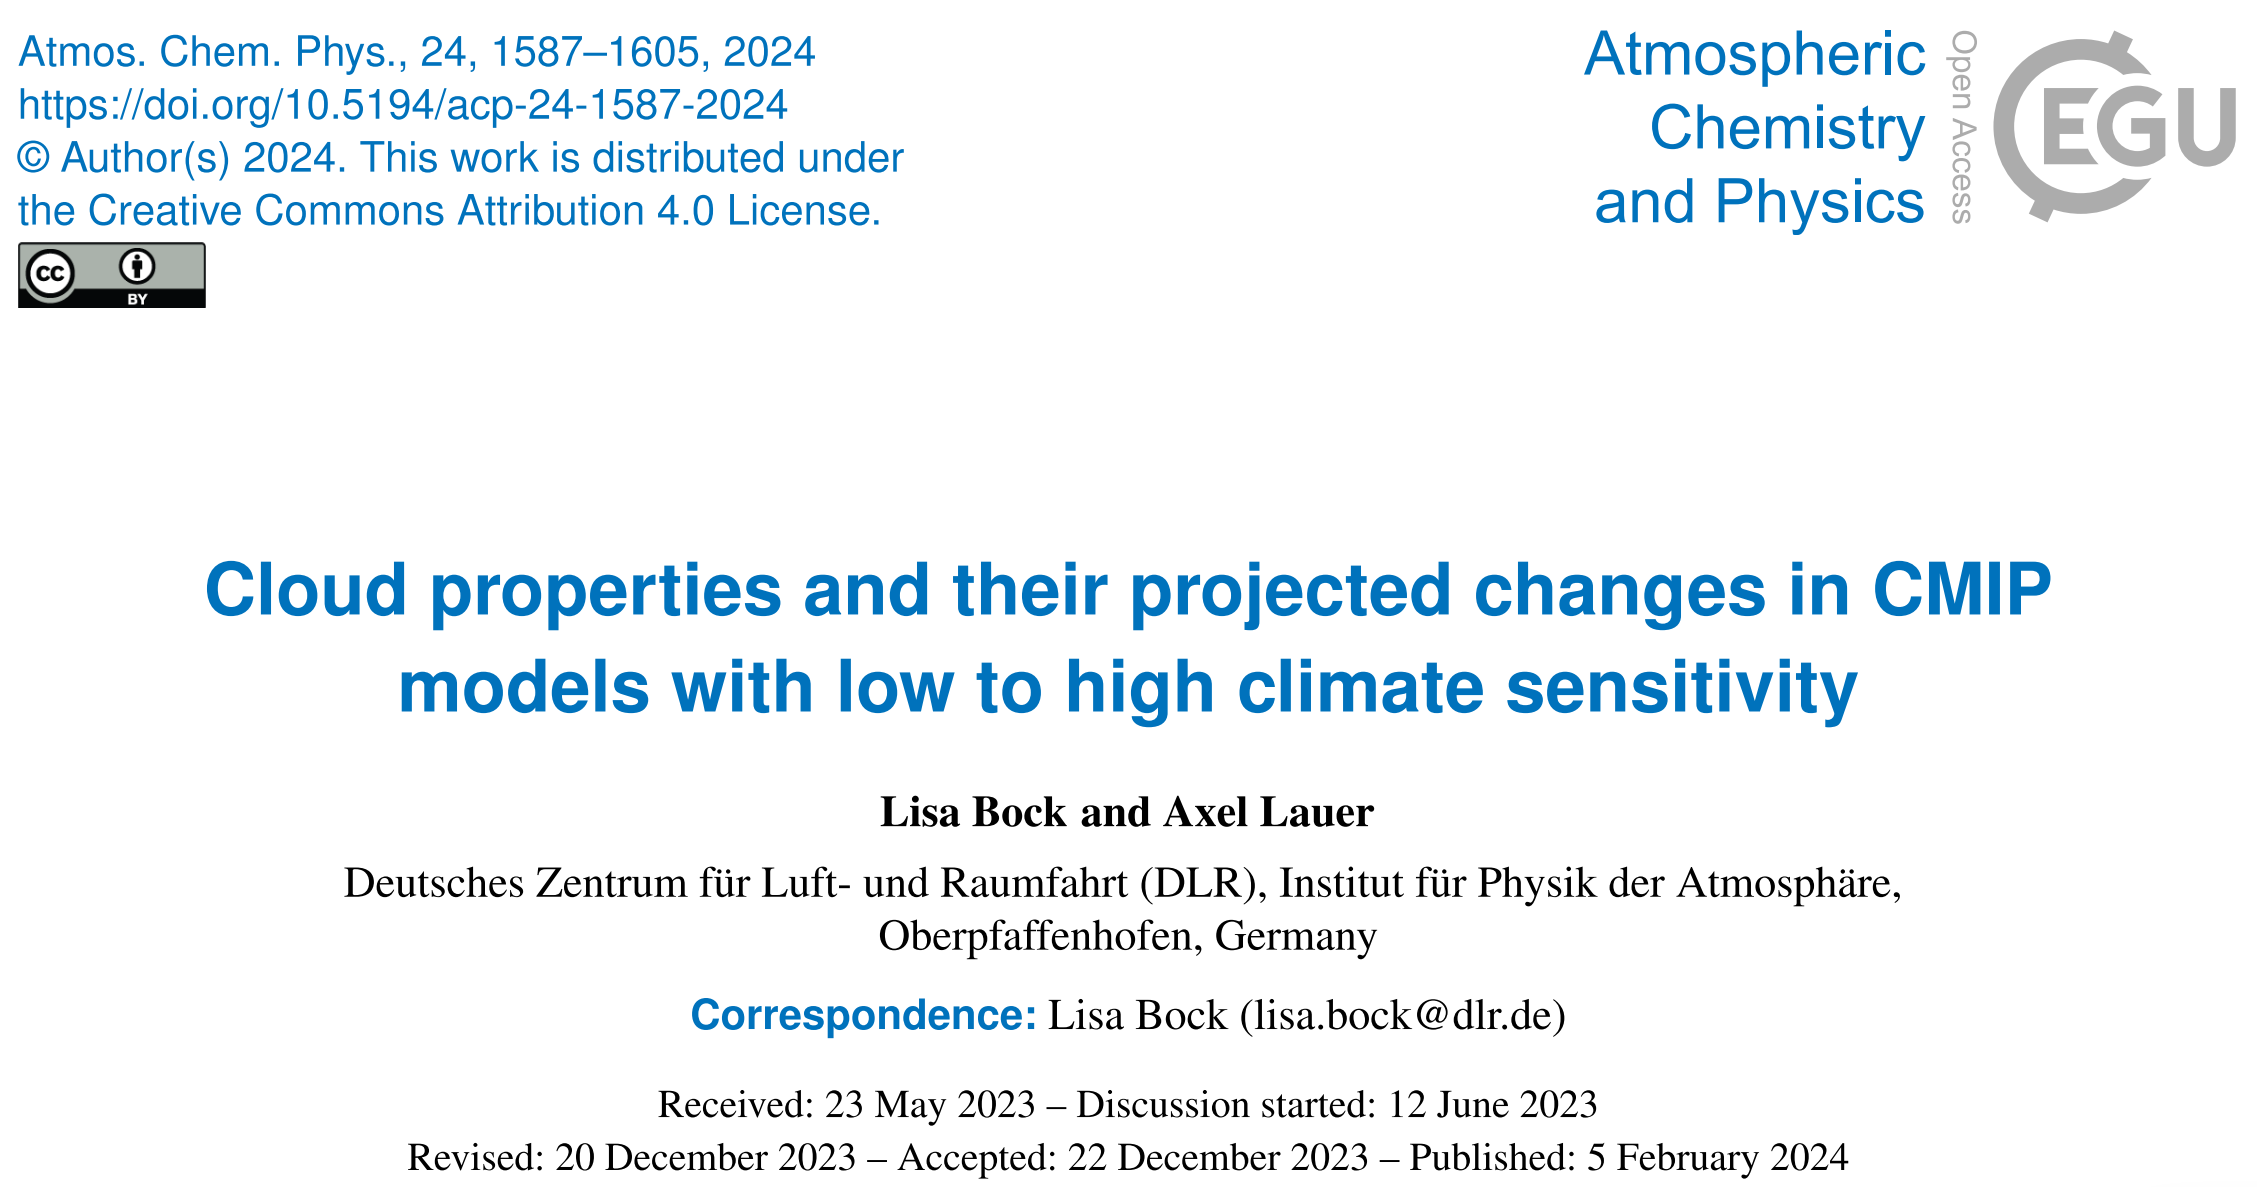 Atmos. Chem. Phys., 24, 1587–1605, 2024
https://doi.org/10.5194/acp-24-1587-2024
© Author(s) 2024. This work is distributed under
the Creative Commons Attribution 4.0 License.
cc
BY
Atmospheric
Chemistry
and Physics
Open Access
EGU
Cloud properties and their projected changes in CMIP
models with low to high climate sensitivity
Lisa Bock and Axel Lauer
Deutsches Zentrum für Luft- und Raumfahrt (DLR), Institut für Physik der Atmosphäre,
Oberpfaffenhofen, Germany
Correspondence: Lisa Bock (lisa.bock@dlr.de)
Received: 23 May 2023 – Discussion started: 12 June 2023
Revised: 20 December 2023 – Accepted: 22 December 2023 – Published: 5 February 2024